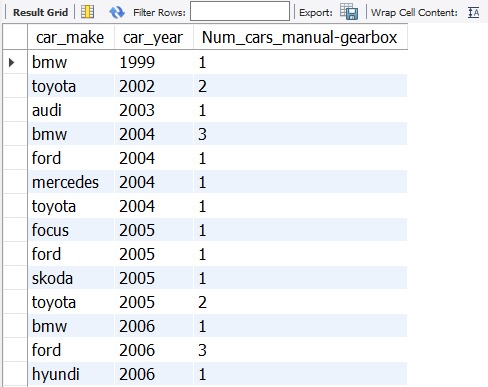 Result Grid Filter Rows: Export: Wrap Cell Content: IA
car_make car_year Num_cars_manual-gearbox
bmw 1999 1
toyota 2002 2
audi 2003 1
bmw 2004 3
ford 2004 1
mercedes 2004 1
toyota 2004 1
focus 2005 1
ford 2005 1
skoda 2005 1
toyota 2005 2
bmw 2006 1
ford 2006 3
hyundi 2006 1